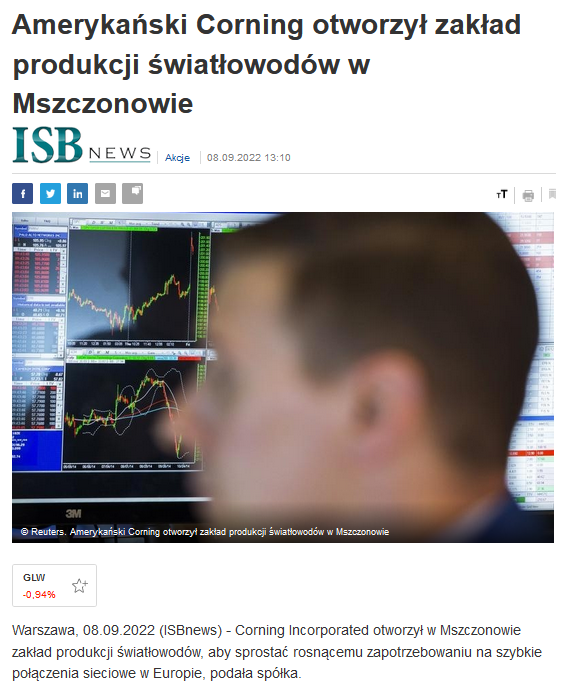 Amerykański Corning otworzył zakład
produkcji światłowodów w
Mszczonowie
ISB NEWS Akcje 08.09.2022 13:10
TT
3M
© Reuters. Amerykański Corning otworzył zakład produkcji światłowodów w Mszczonowie
GLW
-0,94%
Warszawa, 08.09.2022 (ISBnews) - Corning Incorporated otworzył w Mszczonowie
zakład produkcji światłowodów, aby sprostać rosnącemu zapotrzebowaniu na szybkie
połączenia sieciowe w Europie, podała spółka.